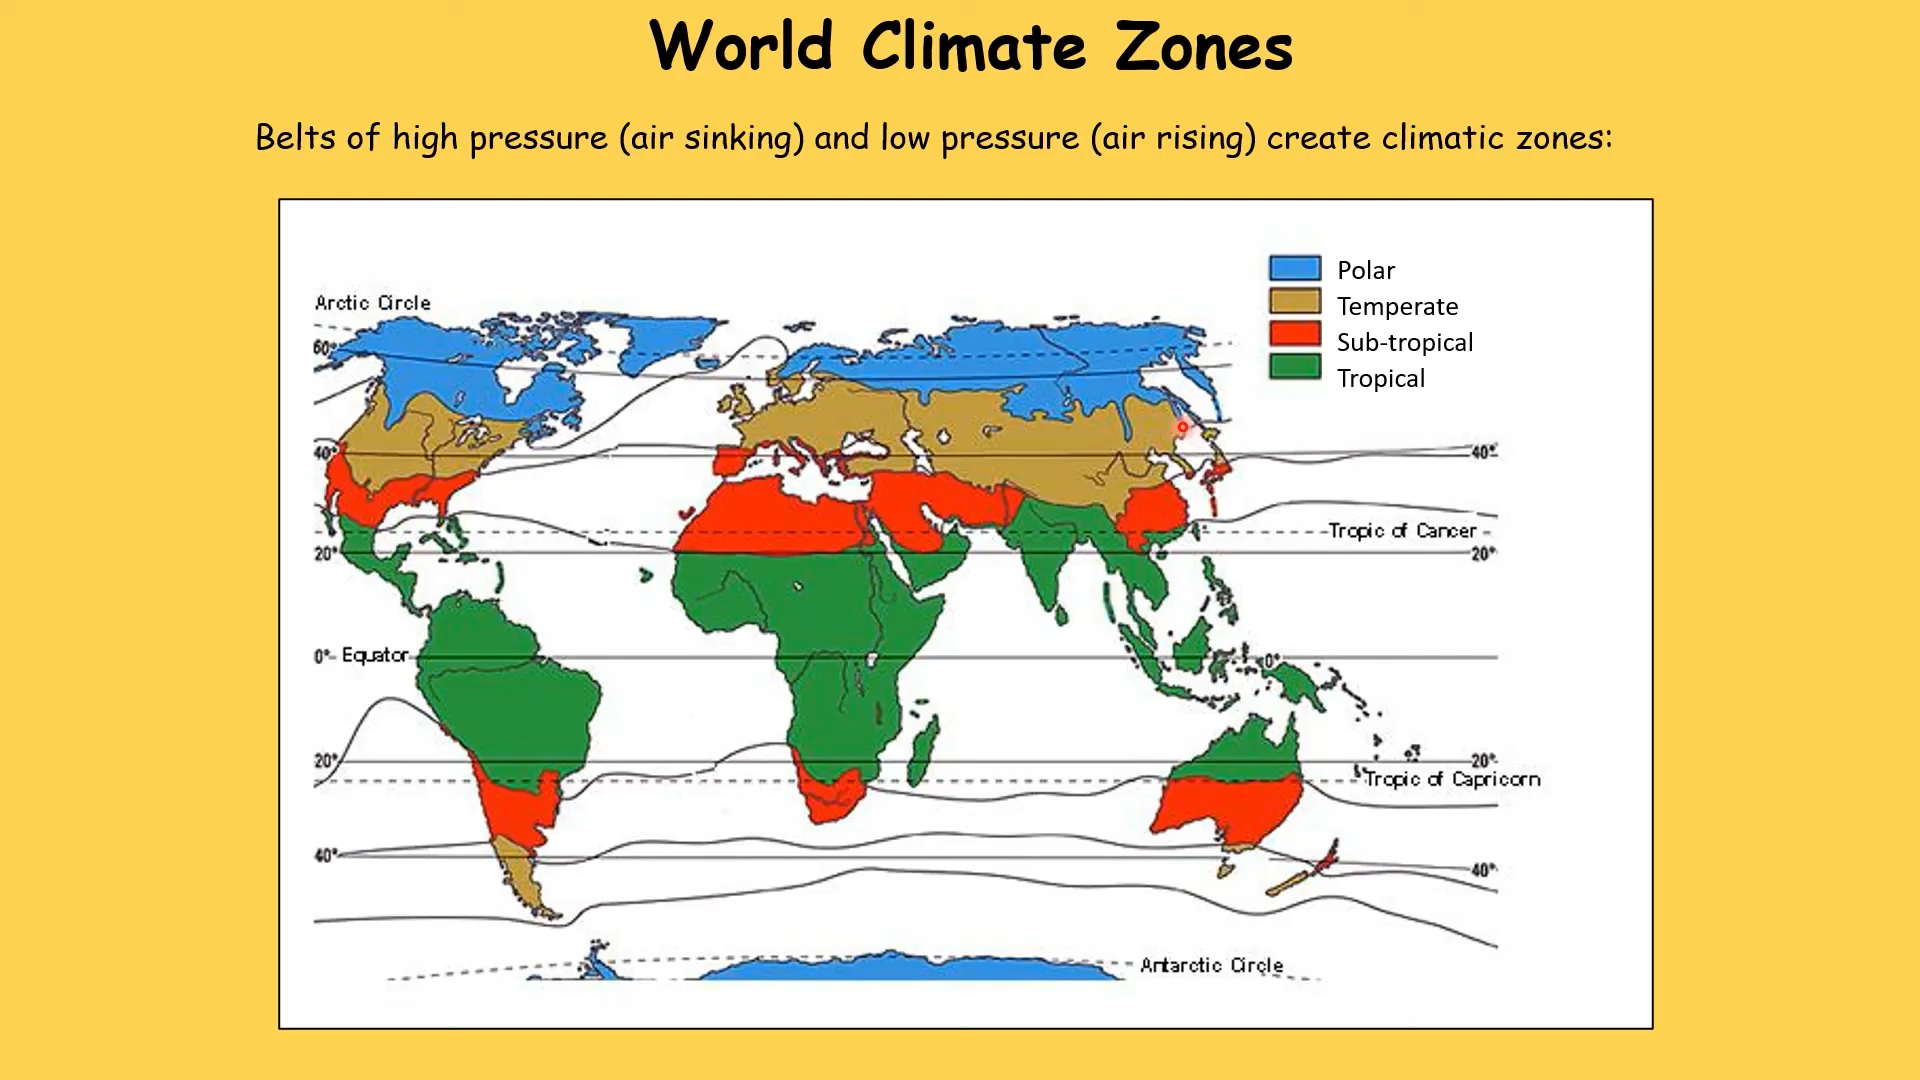 World Climate Zones
Belts of high pressure (air sinking) and low pressure (air rising) create climatic zones:
Polar
Temperate
Sub-tropical
Tropical
Arctic Circle
60°
40°
40°
Tropic of Cancer
20°
20°
0° Equator
0°
20°
20°
Tropic of Capricorn
40°
40°
Antarctic Circle